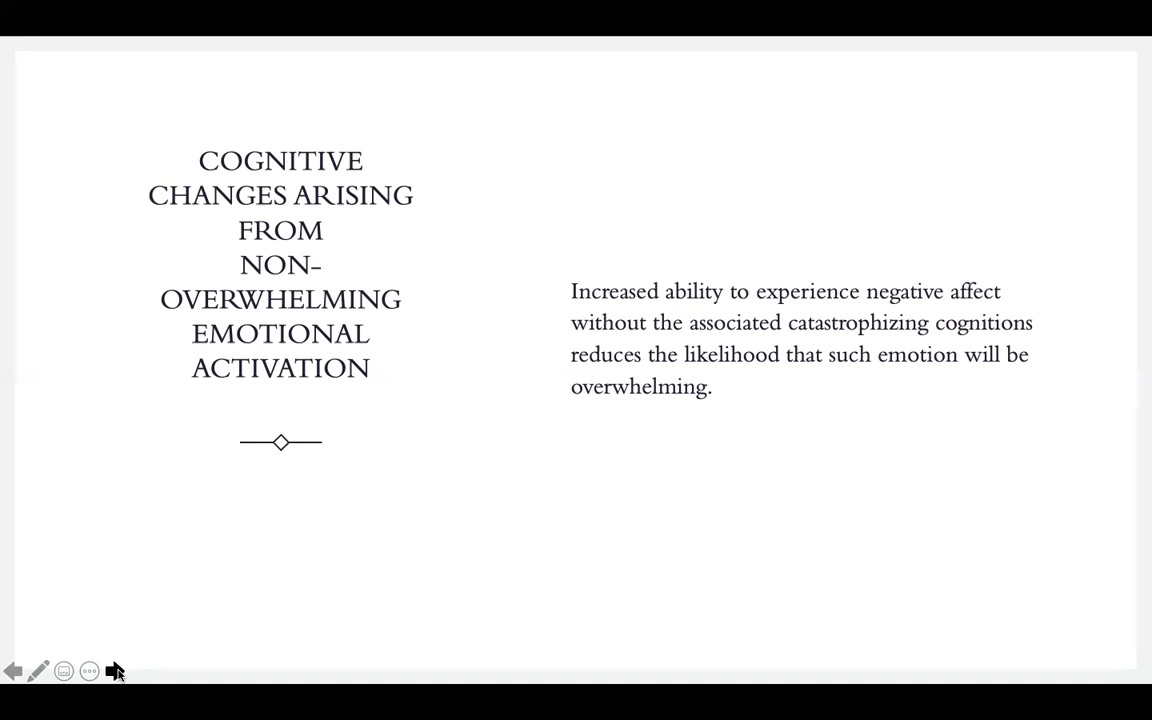 COGNITIVE
CHANGES ARISING
FROM
NON-
OVERWHELMING
EMOTIONAL
ACTIVATION
Increased ability to experience negative affect
without the associated catastrophizing cognitions
reduces the likelihood that such emotion will be
overwhelming.